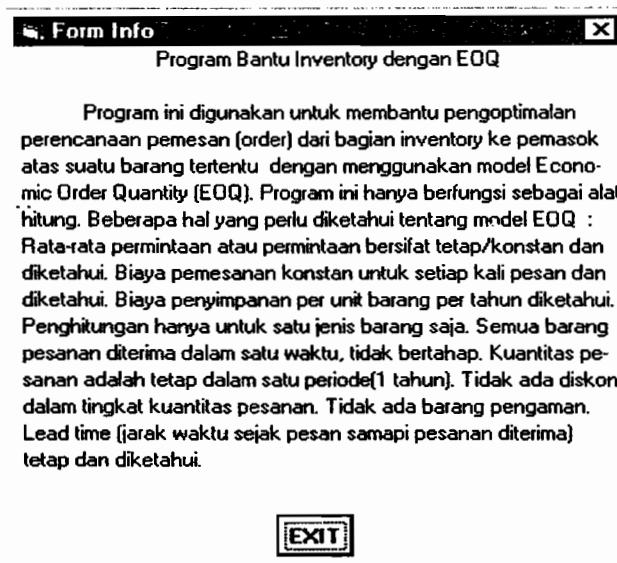 Form Info
Program Bantu Inventory dengan EOQ
Program ini digunakan untuk membantu pengoptimalan
perencanaan pemesan (order) dari bagian inventory ke pemasok
atas suatu barang tertentu dengan menggunakan model Econo-
mic Order Quantity (EOQ). Program ini hanya berfungsi sebagai alat
hitung. Beberapa hal yang perlu diketahui tentang model EOQ :
Rata-rata permintaan atau permintaan bersifat tetap/konstan dan
diketahui. Biaya pemesanan konstan untuk setiap kali pesan dan
diketahui. Biaya penyimpanan per unit barang per tahun diketahui.
Penghitungan hanya untuk satu jenis barang saja. Semua barang
pesanan diterima dalam satu waktu, tidak bertahap. Kuantitas pe-
sanan adalah tetap dalam satu periode(1 tahun). Tidak ada diskon
dalam tingkat kuantitas pesanan. Tidak ada barang pengaman.
Lead time (jarak waktu sejak pesan samapi pesanan diterima)
tetap dan diketahui.
EXIT